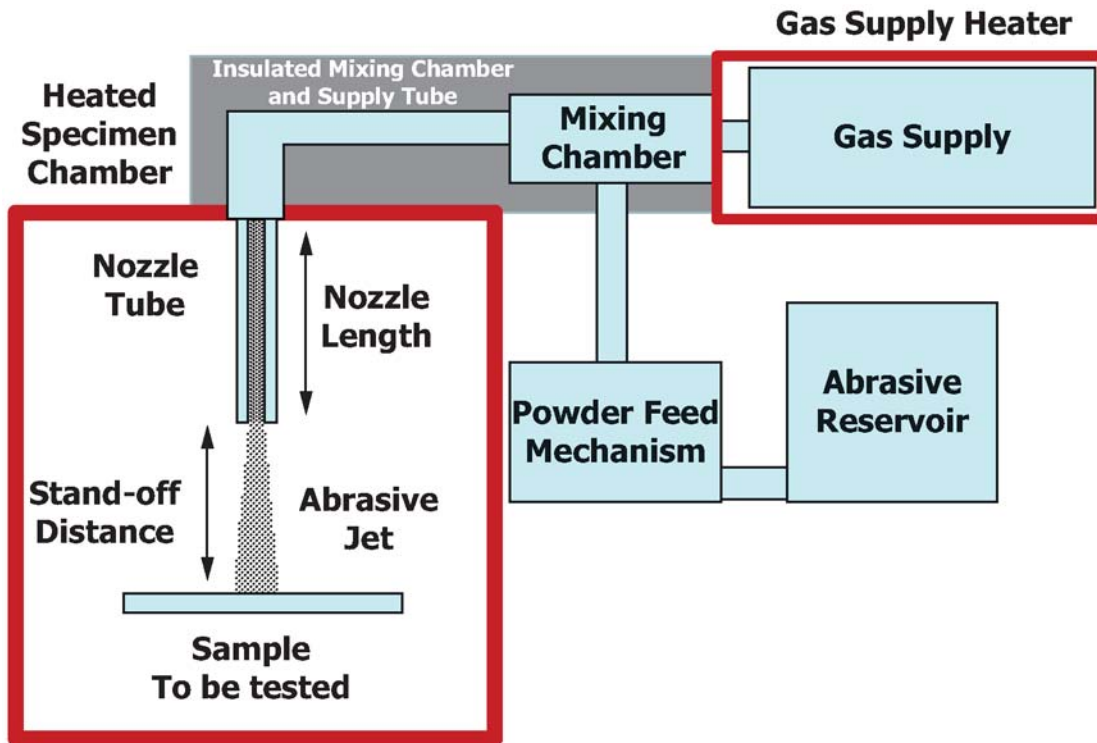 Gas Supply Heater
Insulated Mixing Chamber
and Supply Tube
Heated
Specimen
Chamber
Mixing
Chamber
Gas Supply
Nozzle
Tube
Nozzle
Length
Powder Feed
Mechanism
Abrasive
Reservoir
Stand-off
Distance
Abrasive
Jet
Sample
To be tested